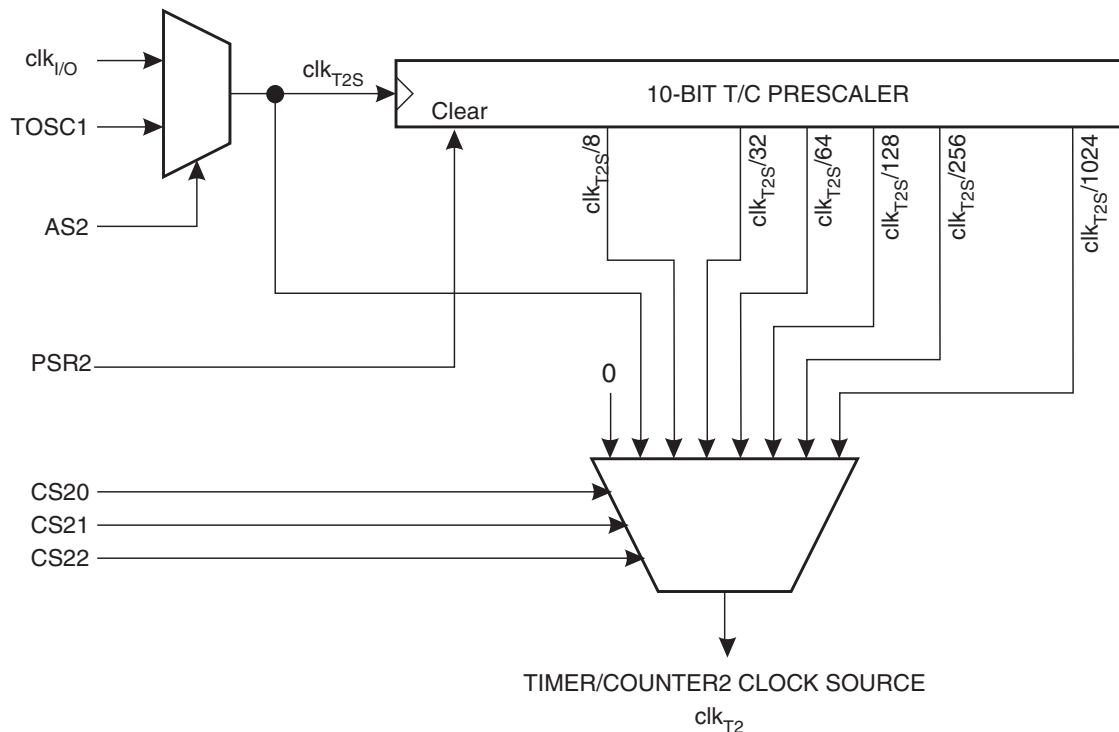 clkI/O
clkT2S
10-BIT T/C PRESCALER
TOSC1
Clear
clkT2S/8
clkT2S/32
clkT2S/64
clkT2S/128
clkT2S/256
clkT2S/1024
AS2
PSR2
0
CS20
CS21
CS22
TIMER/COUNTER2 CLOCK SOURCE
clkT2